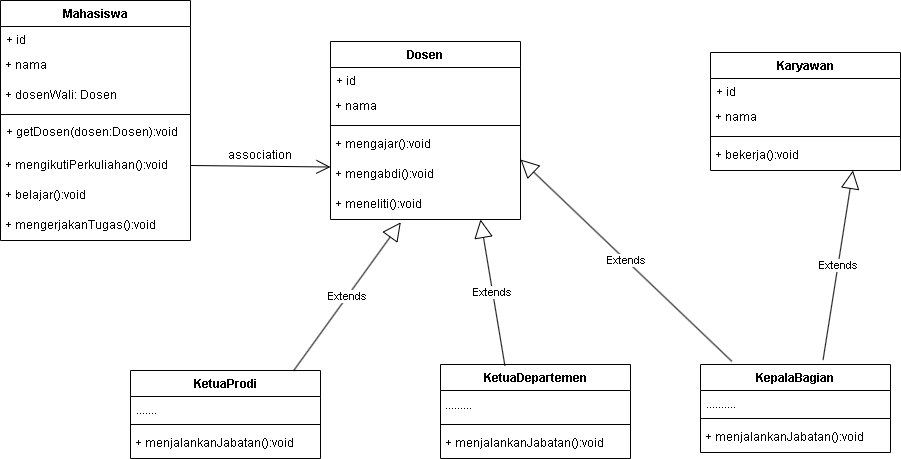 Mahasiswa
+ id
+ nama
+ dosenWali: Dosen
+ getDosen(dosen:Dosen):void
+ mengikutiPerkuliahan():void
+ belajar():void
+ mengerjakanTugas():void
association
Dosen
+ id
+ nama
+ mengajar():void
+ mengabdi():void
+ meneliti():void
Karyawan
+ id
+ nama
+ bekerja():void
Extends
Extends
Extends
Extends
KetuaProdi
.......
+ menjalankanJabatan():void
KetuaDepartemen
.........
+ menjalankanJabatan():void
KepalaBagian
..........
+ menjalankanJabatan():void